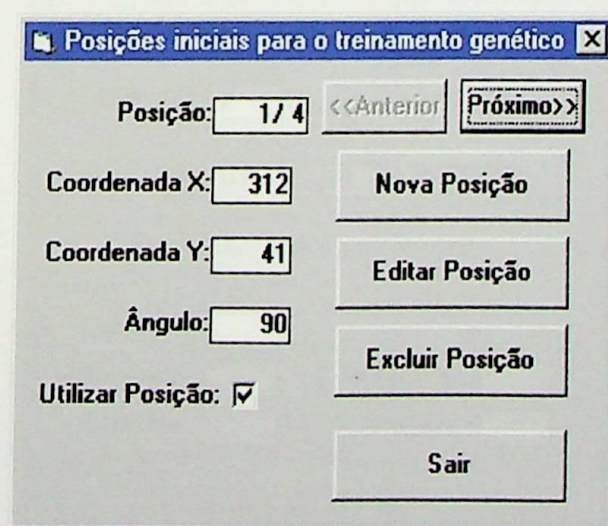 Posições iniciais para o treinamento genético
Posição: 1/ 4 <<Anterior Próximo>>
Coordenada X: 312 Nova Posição
Coordenada Y: 41 Editar Posição
Ângulo: 90 Excluir Posição
Utilizar Posição:
Sair